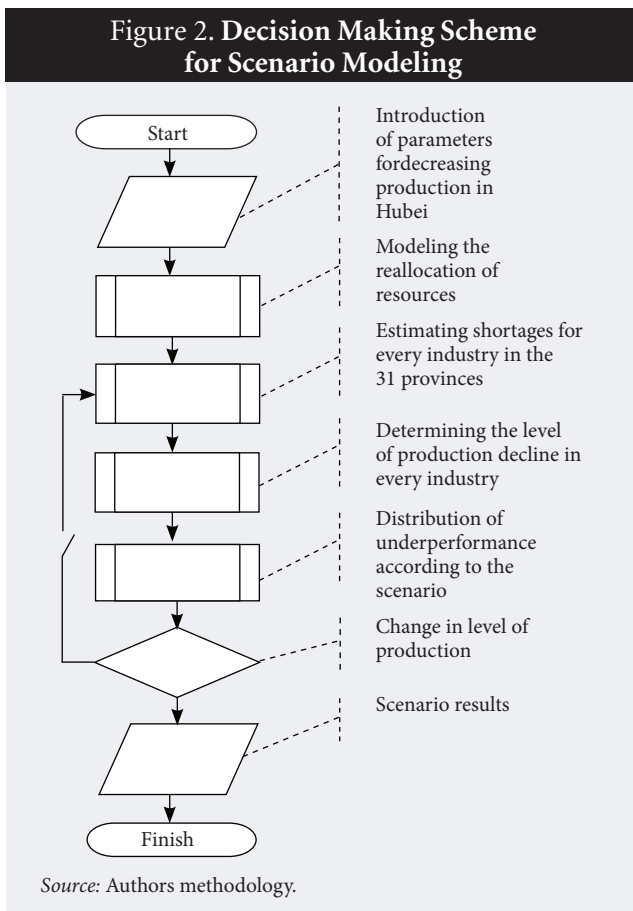 Figure 2. Decision Making Scheme
for Scenario Modeling
Start
Introduction
of parameters
fordecreasing
production in
Hubei
Modeling the
reallocation of
resources
Estimating shortages for
every industry in the
31 provinces
Determining the level
of production decline in
every industry
Distribution of
underperformance
according to the
scenario
Change in level of
production
Scenario results
Finish
Source: Authors methodology.